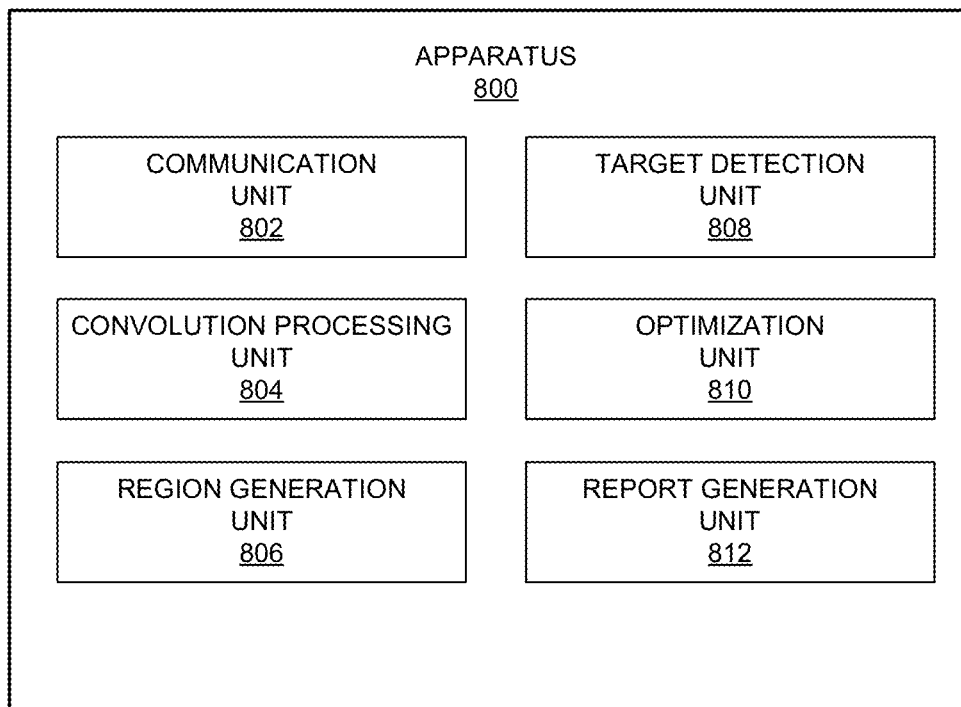 APPARATUS
800
COMMUNICATION
UNIT
802
TARGET DETECTION
UNIT
808
CONVOLUTION PROCESSING
UNIT
804
OPTIMIZATION
UNIT
810
REGION GENERATION
UNIT
806
REPORT GENERATION
UNIT
812